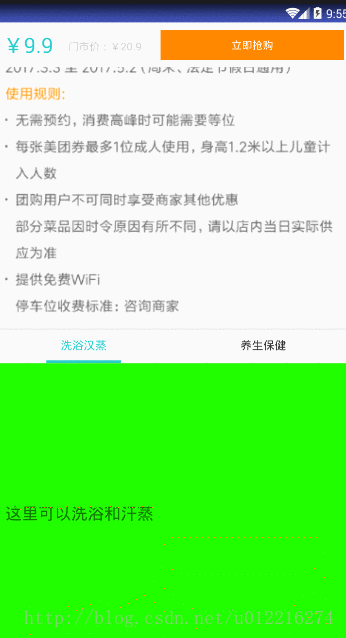 9:55
￥9.9 门市价：￥20.9 立即抢购
2017.3.3 至 2017.5.2 (周末、法定节假日通用)
使用规则:
· 无需预约，消费高峰时可能需要等位
· 每张美团券最多1位成人使用，身高1.2米以上儿童计
入人数
· 团购用户不可同时享受商家其他优惠
部分菜品因时令原因有所不同，请以店内当日实际供
应为准
· 提供免费WiFi
停车位收费标准：咨询商家
洗浴汉蒸 养生保健
这里可以洗浴和汗蒸
http://blog.csdn.net/u012216274